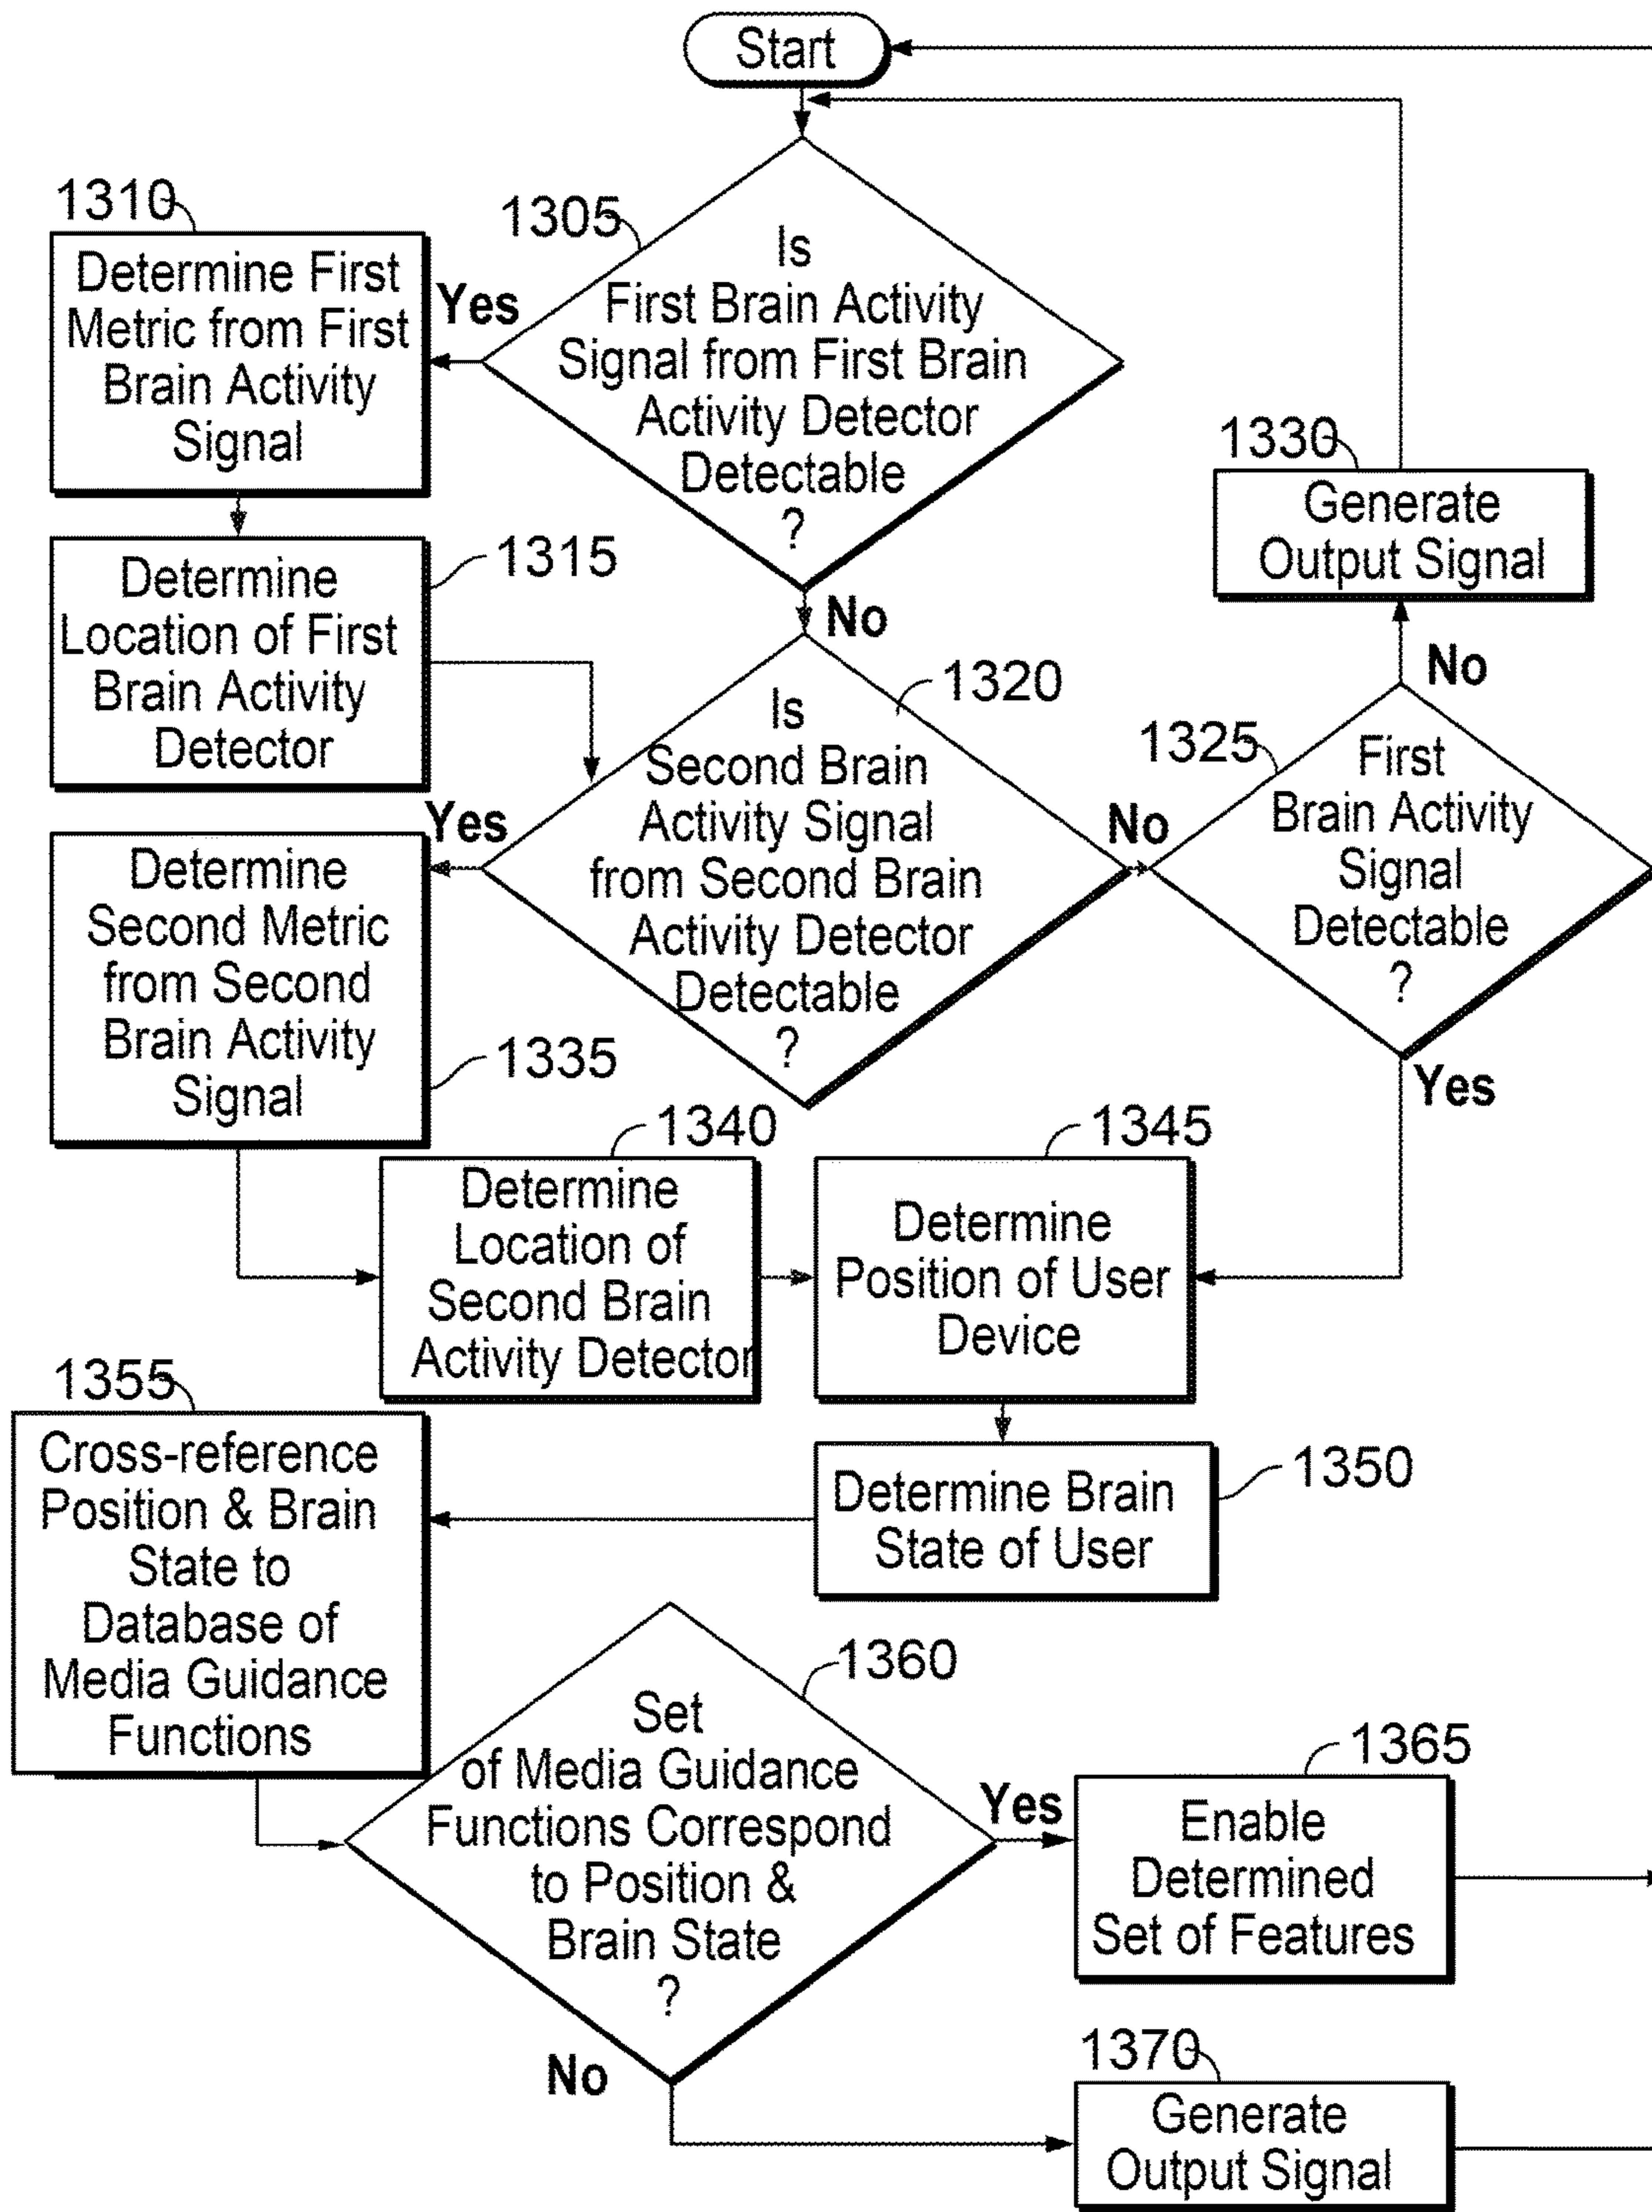 Start
1305
Is
First Brain Activity
Signal from First Brain
Activity Detector
Detectable
?
Yes
No
1310
Determine First
Metric from First
Brain Activity
Signal
1315
Determine
Location of First
Brain Activity
Detector
1320
Is
Second Brain
Activity Signal
from Second Brain
Activity Detector
Detectable
?
Yes
No
1325
First
Brain Activity
Signal
Detectable
?
No
Yes
1330
Generate
Output Signal
1335
Determine
Second Metric
from Second
Brain Activity
Signal
1340
Determine
Location of
Second Brain
Activity Detector
1345
Determine
Position of User
Device
1350
Determine Brain
State of User
1355
Cross-reference
Position & Brain
State to
Database of
Media Guidance
Functions
1360
Set
of Media Guidance
Functions Correspond
to Position &
Brain State
?
Yes
No
1365
Enable
Determined
Set of Features
1370
Generate
Output Signal